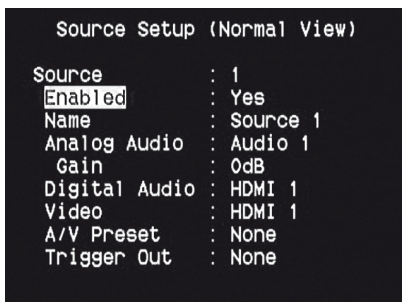 Source Setup (Normal View)
Source : 1
Enabled : Yes
Name : Source 1
Analog Audio : Audio 1
Gain : 0dB
Digital Audio : HDMI 1
Video : HDMI 1
A/V Preset : None
Trigger Out : None